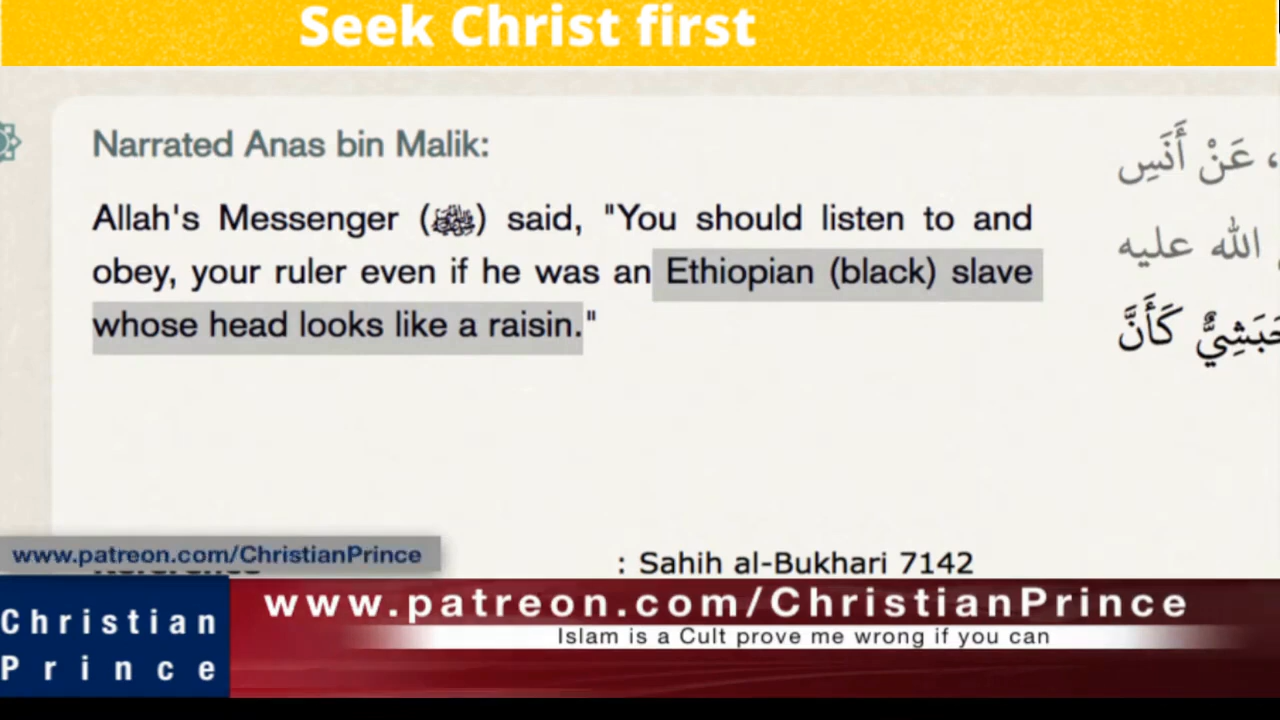 Seek Christ first
Narrated Anas bin Malik:
، عَنْ أَنَسِ
Allah's Messenger (ﷺ) said, "You should listen to and
الله عليه
obey, your ruler even if he was an Ethiopian (black) slave
whose head looks like a raisin."
حَبَشِيٌّ كَأَنَّ
www.patreon.com/ChristianPrince
: Sahih al-Bukhari 7142
Christian
Prince
www.patreon.com/ChristianPrince
Islam is a Cult prove me wrong if you can